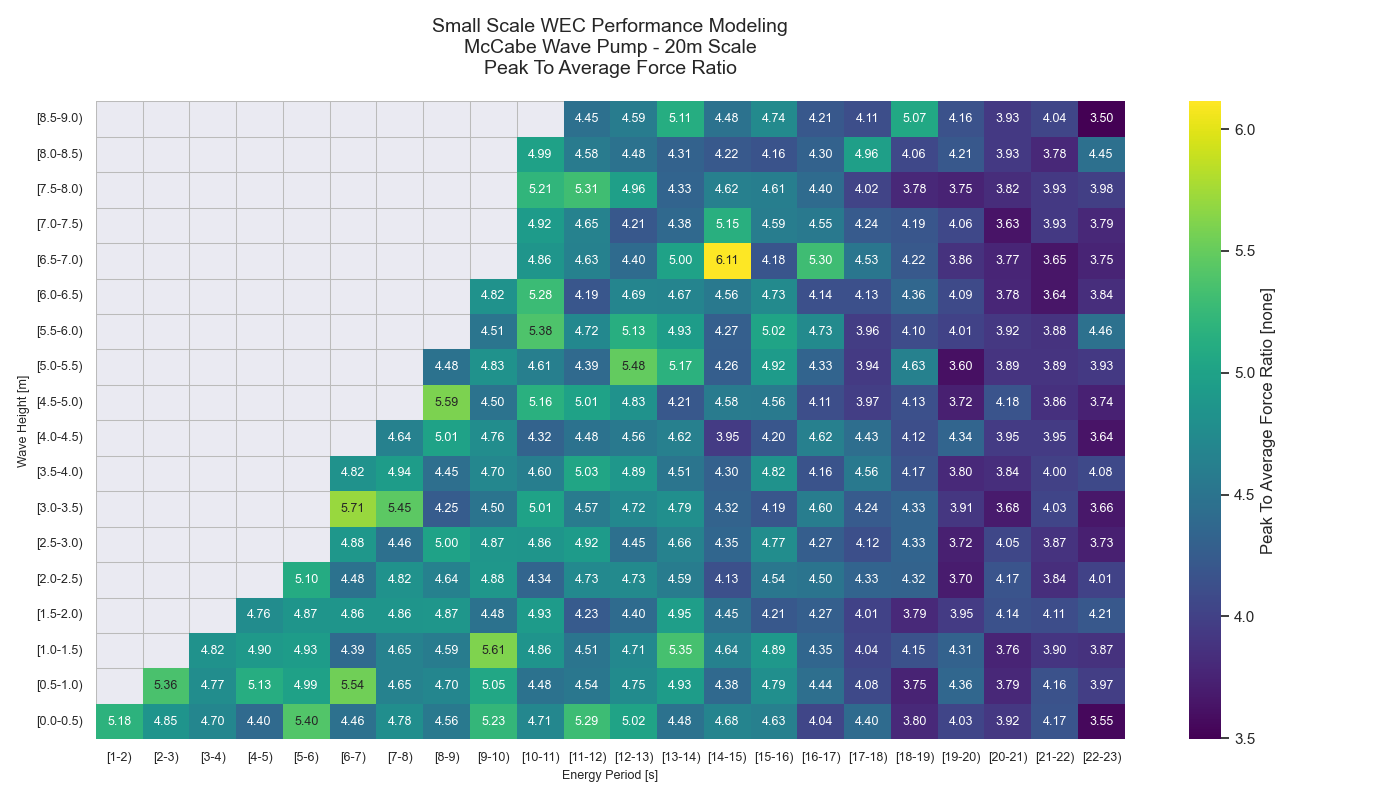 Small Scale WEC Performance Modeling
McCabe Wave Pump - 20m Scale
Peak To Average Force Ratio
[8.5-9.0) 4.45 4.59 5.11 4.48 4.74 4.21 4.11 5.07 4.16 3.93 4.04 3.50
[8.0-8.5) 4.99 4.58 4.48 4.31 4.22 4.16 4.30 4.96 4.06 4.21 3.93 3.78 4.45
[7.5-8.0) 5.21 5.31 4.96 4.33 4.62 4.61 4.40 4.02 3.78 3.75 3.82 3.93 3.98
[7.0-7.5) 4.92 4.65 4.21 4.38 5.15 4.59 4.55 4.24 4.19 4.06 3.63 3.93 3.79
[6.5-7.0) 4.86 4.63 4.40 5.00 6.11 4.18 5.30 4.53 4.22 3.86 3.77 3.65 3.75
[6.0-6.5) 4.82 5.28 4.19 4.69 4.67 4.56 4.73 4.14 4.13 4.36 4.09 3.78 3.64 3.84
[5.5-6.0) 4.51 5.38 4.72 5.13 4.93 4.27 5.02 4.73 3.96 4.10 4.01 3.92 3.88 4.46
[5.0-5.5) 4.48 4.83 4.61 4.39 5.48 5.17 4.26 4.92 4.33 3.94 4.63 3.60 3.89 3.89 3.93
[4.5-5.0) 5.59 4.50 5.16 5.01 4.83 4.21 4.58 4.56 4.11 3.97 4.13 3.72 4.18 3.86 3.74
[4.0-4.5) 4.64 5.01 4.76 4.32 4.48 4.56 4.62 3.95 4.20 4.62 4.43 4.12 4.34 3.95 3.95 3.64
[3.5-4.0) 4.82 4.94 4.45 4.70 4.60 5.03 4.89 4.51 4.30 4.82 4.16 4.56 4.17 3.80 3.84 4.00 4.08
[3.0-3.5) 5.71 5.45 4.25 4.50 5.01 4.57 4.72 4.79 4.32 4.19 4.60 4.24 4.33 3.91 3.68 4.03 3.66
[2.5-3.0) 4.88 4.46 5.00 4.87 4.86 4.92 4.45 4.66 4.35 4.77 4.27 4.12 4.33 3.72 4.05 3.87 3.73
[2.0-2.5) 5.10 4.48 4.82 4.64 4.88 4.34 4.73 4.73 4.59 4.13 4.54 4.50 4.33 4.32 3.70 4.17 3.84 4.01
[1.5-2.0) 4.76 4.87 4.86 4.86 4.87 4.48 4.93 4.23 4.40 4.95 4.45 4.21 4.27 4.01 3.79 3.95 4.14 4.11 4.21
[1.0-1.5) 4.82 4.90 4.93 4.39 4.65 4.59 5.61 4.86 4.51 4.71 5.35 4.64 4.89 4.35 4.04 4.15 4.31 3.76 3.90 3.87
[0.5-1.0) 5.36 4.77 5.13 4.99 5.54 4.65 4.70 5.05 4.48 4.54 4.75 4.93 4.38 4.79 4.44 4.08 3.75 4.36 3.79 4.16 3.97
[0.0-0.5) 5.18 4.85 4.70 4.40 5.40 4.46 4.78 4.56 5.23 4.71 5.29 5.02 4.48 4.68 4.63 4.04 4.40 3.80 4.03 3.92 4.17 3.55
[1-2) [2-3) [3-4) [4-5) [5-6) [6-7) [7-8) [8-9) [9-10) [10-11) [11-12) [12-13) [13-14) [14-15) [15-16) [16-17) [17-18) [18-19) [19-20) [20-21) [21-22) [22-23)
Energy Period [s]
Wave Height [m]
6.0
5.5
5.0
4.5
4.0
3.5
Peak To Average Force Ratio [none]